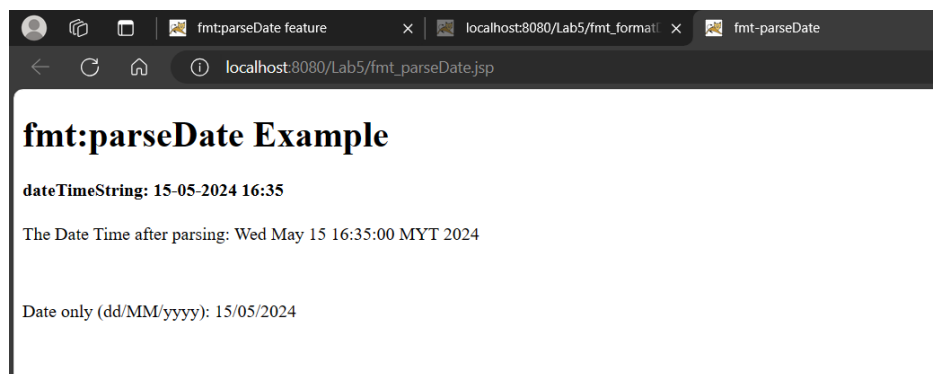 fmt:parseDate feature
localhost:8080/Lab5/fmt_format
fmt-parseDate
localhost:8080/Lab5/fmt_parseDate.jsp
fmt:parseDate Example
dateTimeString: 15-05-2024 16:35
The Date Time after parsing: Wed May 15 16:35:00 MYT 2024
Date only (dd/MM/yyyy): 15/05/2024